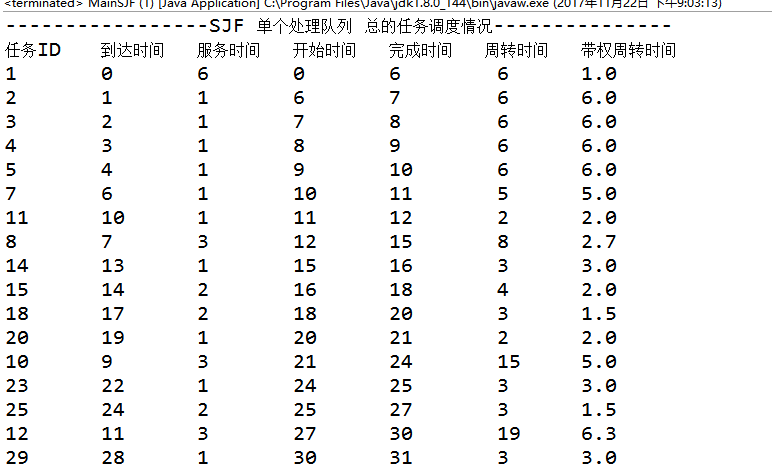 <terminated> MainSJF (1) [Java Application] C:\Program Files\Java\jdk1.8.0_144\bin\javaw.exe (2017年11月22日 下午9:03:13)
-----------------SJF 单个处理队列 总的任务调度情况---------------
任务ID 到达时间 服务时间 开始时间 完成时间 周转时间 带权周转时间
1 0 6 0 6 6 1.0
2 1 1 6 7 6 6.0
3 2 1 7 8 6 6.0
4 3 1 8 9 6 6.0
5 4 1 9 10 6 6.0
7 6 1 10 11 5 5.0
11 10 1 11 12 2 2.0
8 7 3 12 15 8 2.7
14 13 1 15 16 3 3.0
15 14 2 16 18 4 2.0
18 17 2 18 20 3 1.5
20 19 1 20 21 2 2.0
10 9 3 21 24 15 5.0
23 22 1 24 25 3 3.0
25 24 2 25 27 3 1.5
12 11 3 27 30 19 6.3
29 28 1 30 31 3 3.0